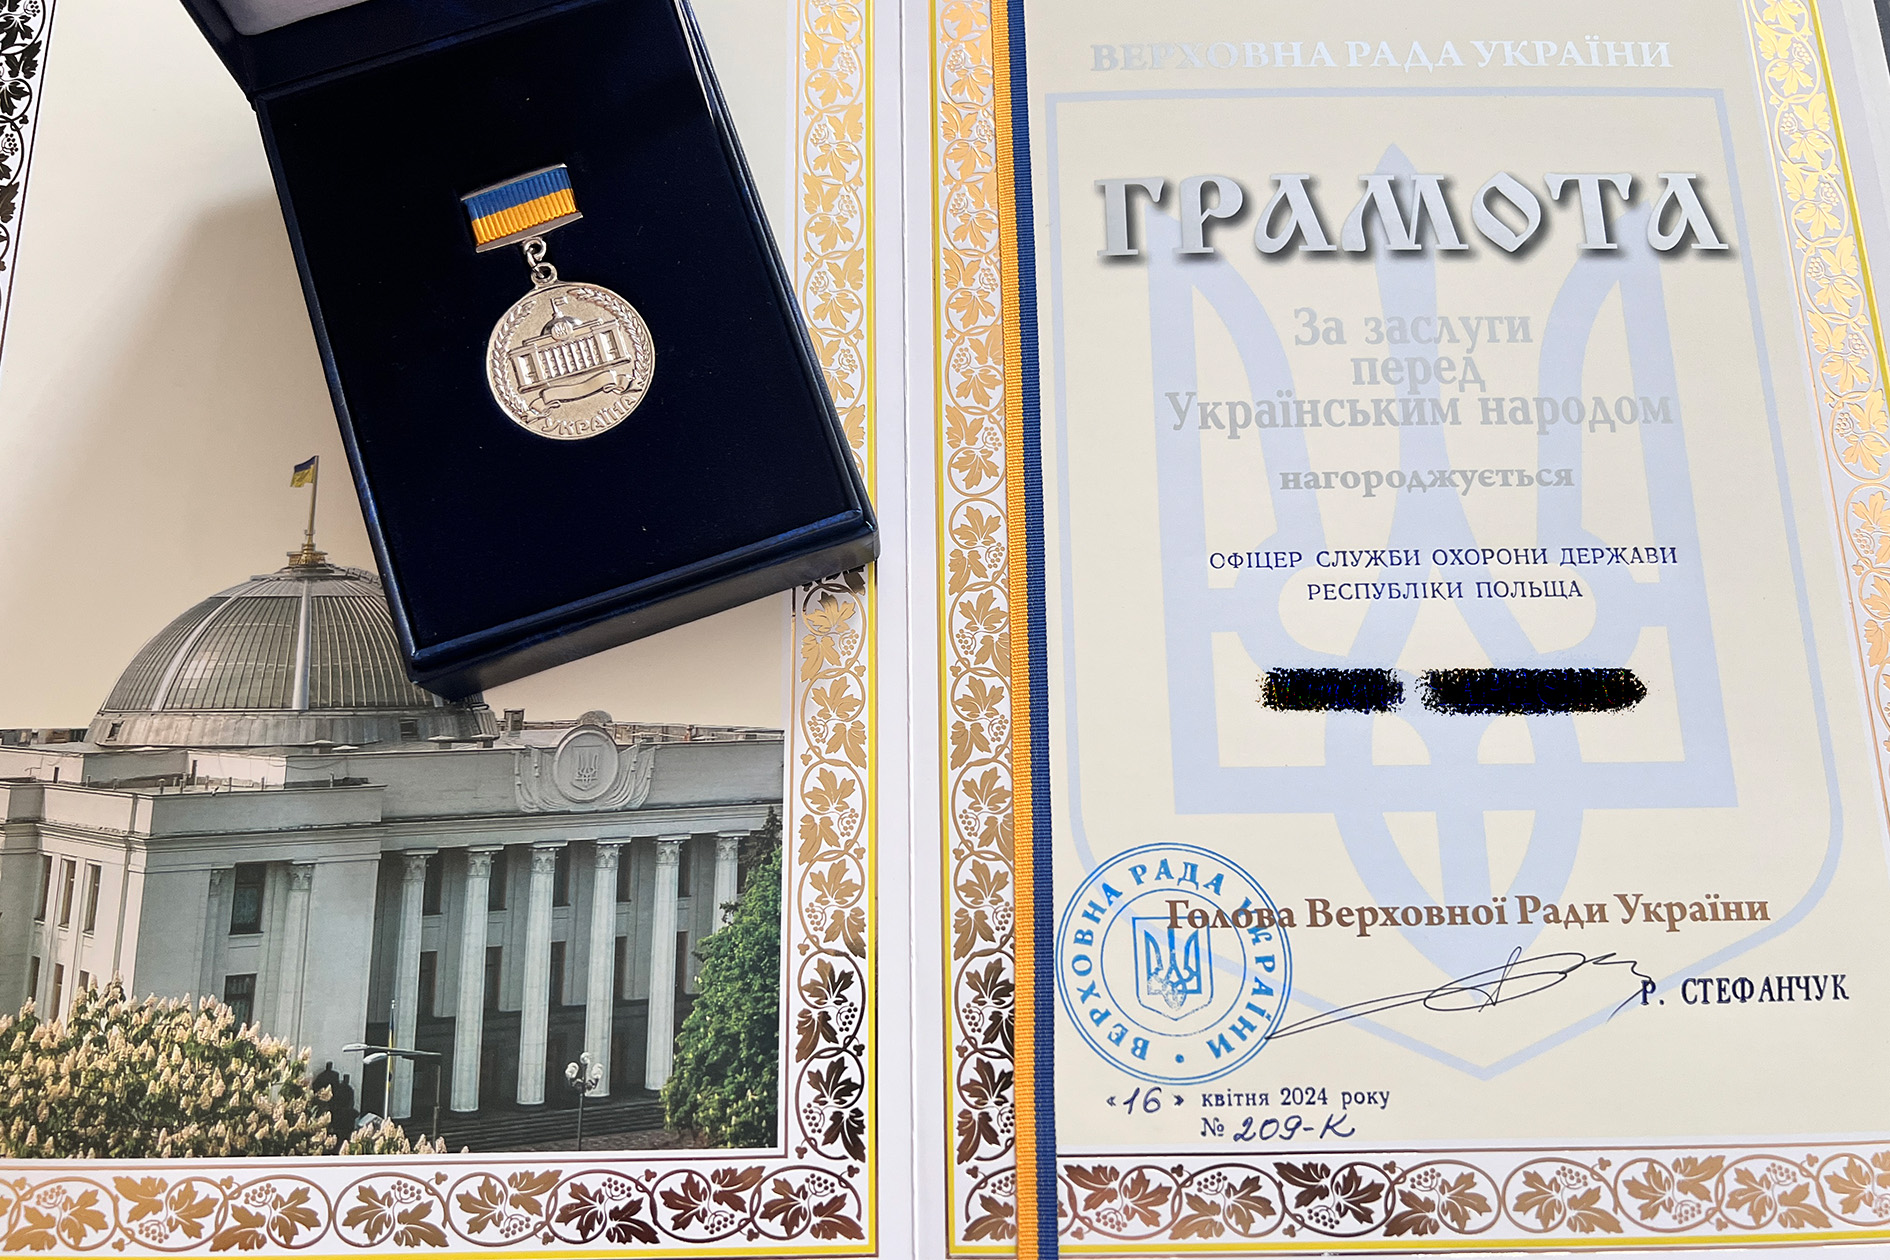 УКРАЇНА
ВЕРХОВНА РАДА УКРАЇНИ
ГРАМОТА
За заслуги
перед
Українським народом
нагороджується
ОФІЦЕР СЛУЖБИ ОХОРОНИ ДЕРЖАВИ
РЕСПУБЛІКИ ПОЛЬЩА
Голова Верховної Ради України
Р. СТЕФАНЧУК
ВЕРХОВНА РАДА УКРАЇНИ
«16» квітня 2024 року
№ 209-К